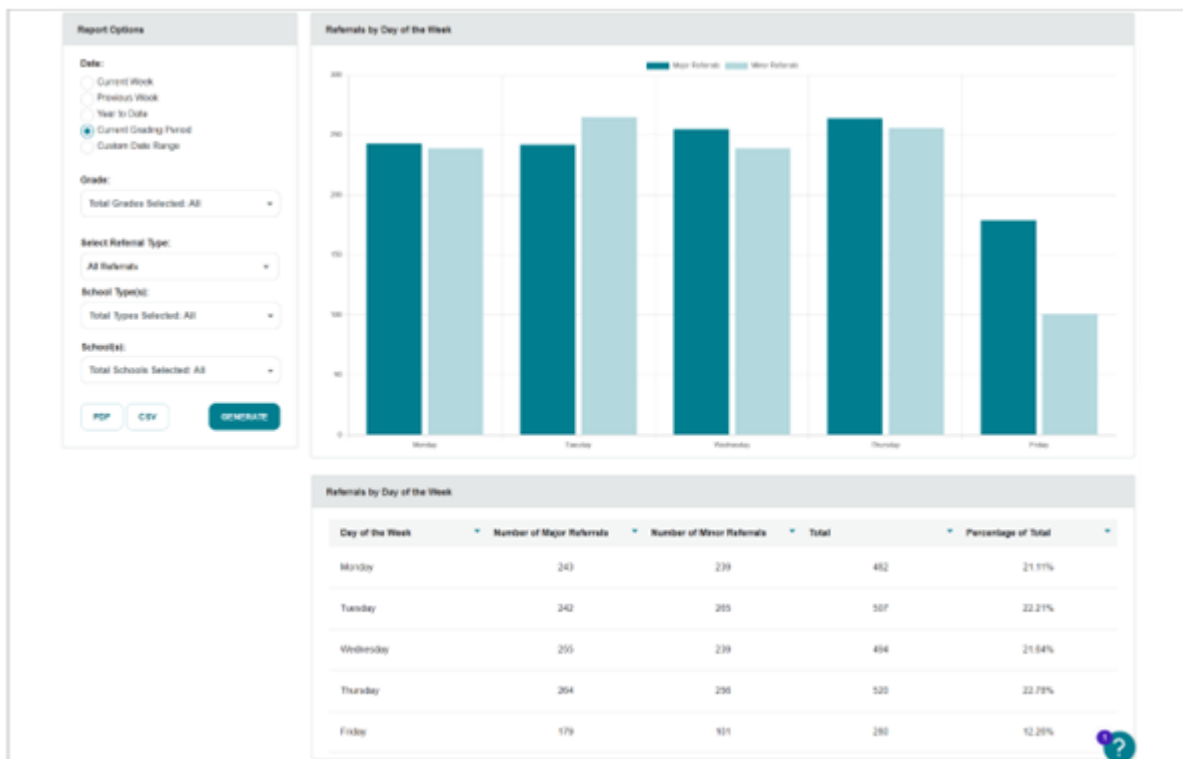 Report Options
Date:
Current Week
Previous Week
Year to Date
Current Grading Period
Custom Date Range
Grade:
Total Grades Selected: All
Select Referral Type:
All Referrals
School Type(s):
Total Types Selected: All
School(s):
Total Schools Selected: All
PDF CSV GENERATE
Referrals by Day of the Week
Major Referrals Minor Referrals
300
250
200
150
100
50
0
Monday Tuesday Wednesday Thursday Friday
Referrals by Day of the Week
Day of the Week Number of Major Referrals Number of Minor Referrals Total Percentage of Total
Monday 243 239 482 21.11%
Tuesday 242 265 507 22.21%
Wednesday 255 239 494 21.64%
Thursday 264 256 520 22.78%
Friday 179 101 280 12.26%
1
?